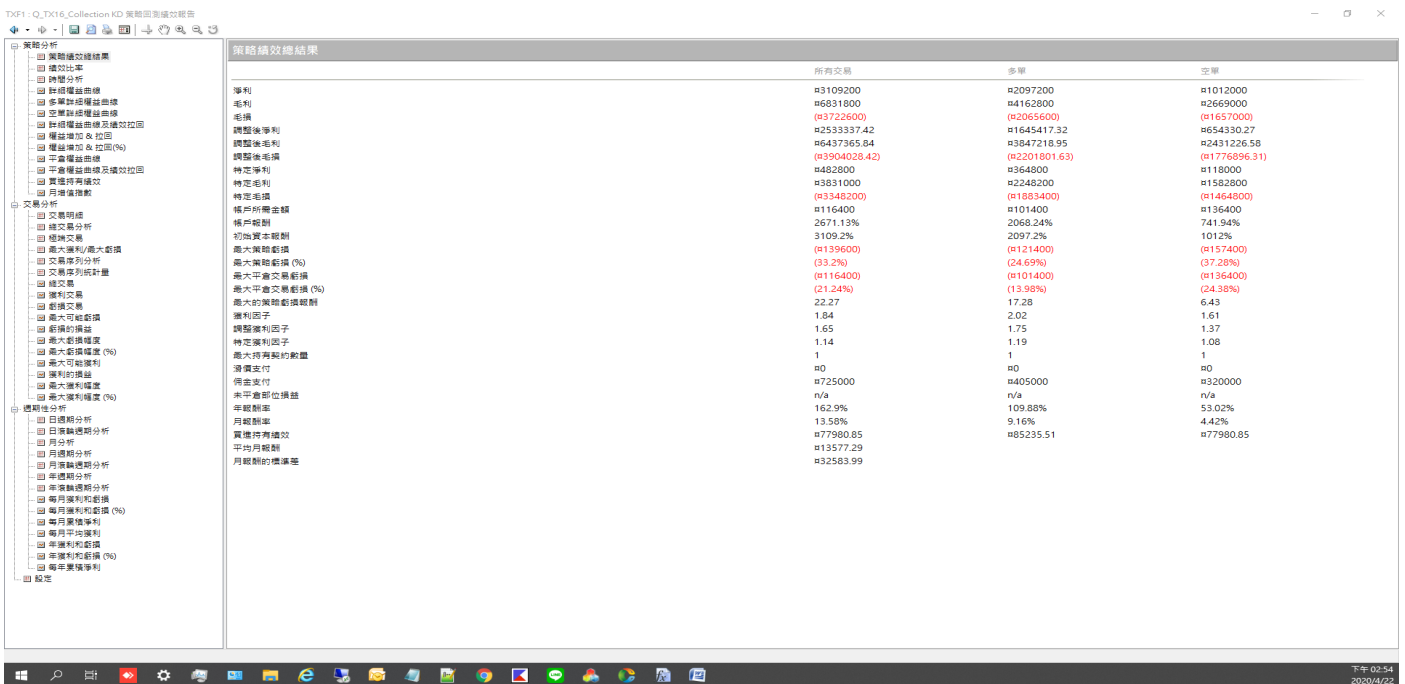 TXF1 : Q_TX16_Collection KD 策略回測績效報告
策略分析
策略績效總結果
績效比率
時間分析
詳細權益曲線
多單詳細權益曲線
空單詳細權益曲線
詳細權益曲線及績效拉回
權益增加 & 拉回
權益增加 & 拉回(%)
平倉權益曲線
平倉權益曲線及績效拉回
買進持有績效
月增值指數
交易分析
交易明細
總交易分析
極端交易
最大獲利/最大虧損
交易序列分析
交易序列統計量
總交易
獲利交易
虧損交易
最大可能虧損
虧損的損益
最大虧損幅度
最大虧損幅度 (%)
最大可能獲利
獲利的損益
最大獲利幅度
最大獲利幅度 (%)
週期性分析
日週期分析
日滾輪週期分析
月分析
月週期分析
月滾輪週期分析
年週期分析
年滾輪週期分析
每月獲利和虧損
每月獲利和虧損 (%)
每月累積淨利
每月平均獲利
年獲利和虧損
年獲利和虧損 (%)
每年累積淨利
設定
策略績效總結果
所有交易 多單 空單
淨利 ¤3109200 ¤2097200 ¤1012000
毛利 ¤6831800 ¤4162800 ¤2669000
毛損 (¤3722600) (¤2065600) (¤1657000)
調整後淨利 ¤2533337.42 ¤1645417.32 ¤654330.27
調整後毛利 ¤6437365.84 ¤3847218.95 ¤2431226.58
調整後毛損 (¤3904028.42) (¤2201801.63) (¤1776896.31)
特定淨利 ¤482800 ¤364800 ¤118000
特定毛利 ¤3831000 ¤2248200 ¤1582800
特定毛損 (¤3348200) (¤1883400) (¤1464800)
帳戶所需金額 ¤116400 ¤101400 ¤136400
帳戶報酬 2671.13% 2068.24% 741.94%
初始資本報酬 3109.2% 2097.2% 1012%
最大策略虧損 (¤139600) (¤121400) (¤157400)
最大策略虧損 (%) (33.2%) (24.69%) (37.28%)
最大平倉交易虧損 (¤116400) (¤101400) (¤136400)
最大平倉交易虧損 (%) (21.24%) (13.98%) (24.38%)
最大的策略虧損報酬 22.27 17.28 6.43
獲利因子 1.84 2.02 1.61
調整獲利因子 1.65 1.75 1.37
特定獲利因子 1.14 1.19 1.08
最大持有契約數量 1 1 1
滑價支付 ¤0 ¤0 ¤0
佣金支付 ¤725000 ¤405000 ¤320000
未平倉部位損益 n/a n/a n/a
年報酬率 162.9% 109.88% 53.02%
月報酬率 13.58% 9.16% 4.42%
買進持有績效 ¤77980.85 ¤85235.51 ¤77980.85
平均月報酬 ¤13577.29
月報酬的標準差 ¤32583.99
下午 02:54
2020/4/22